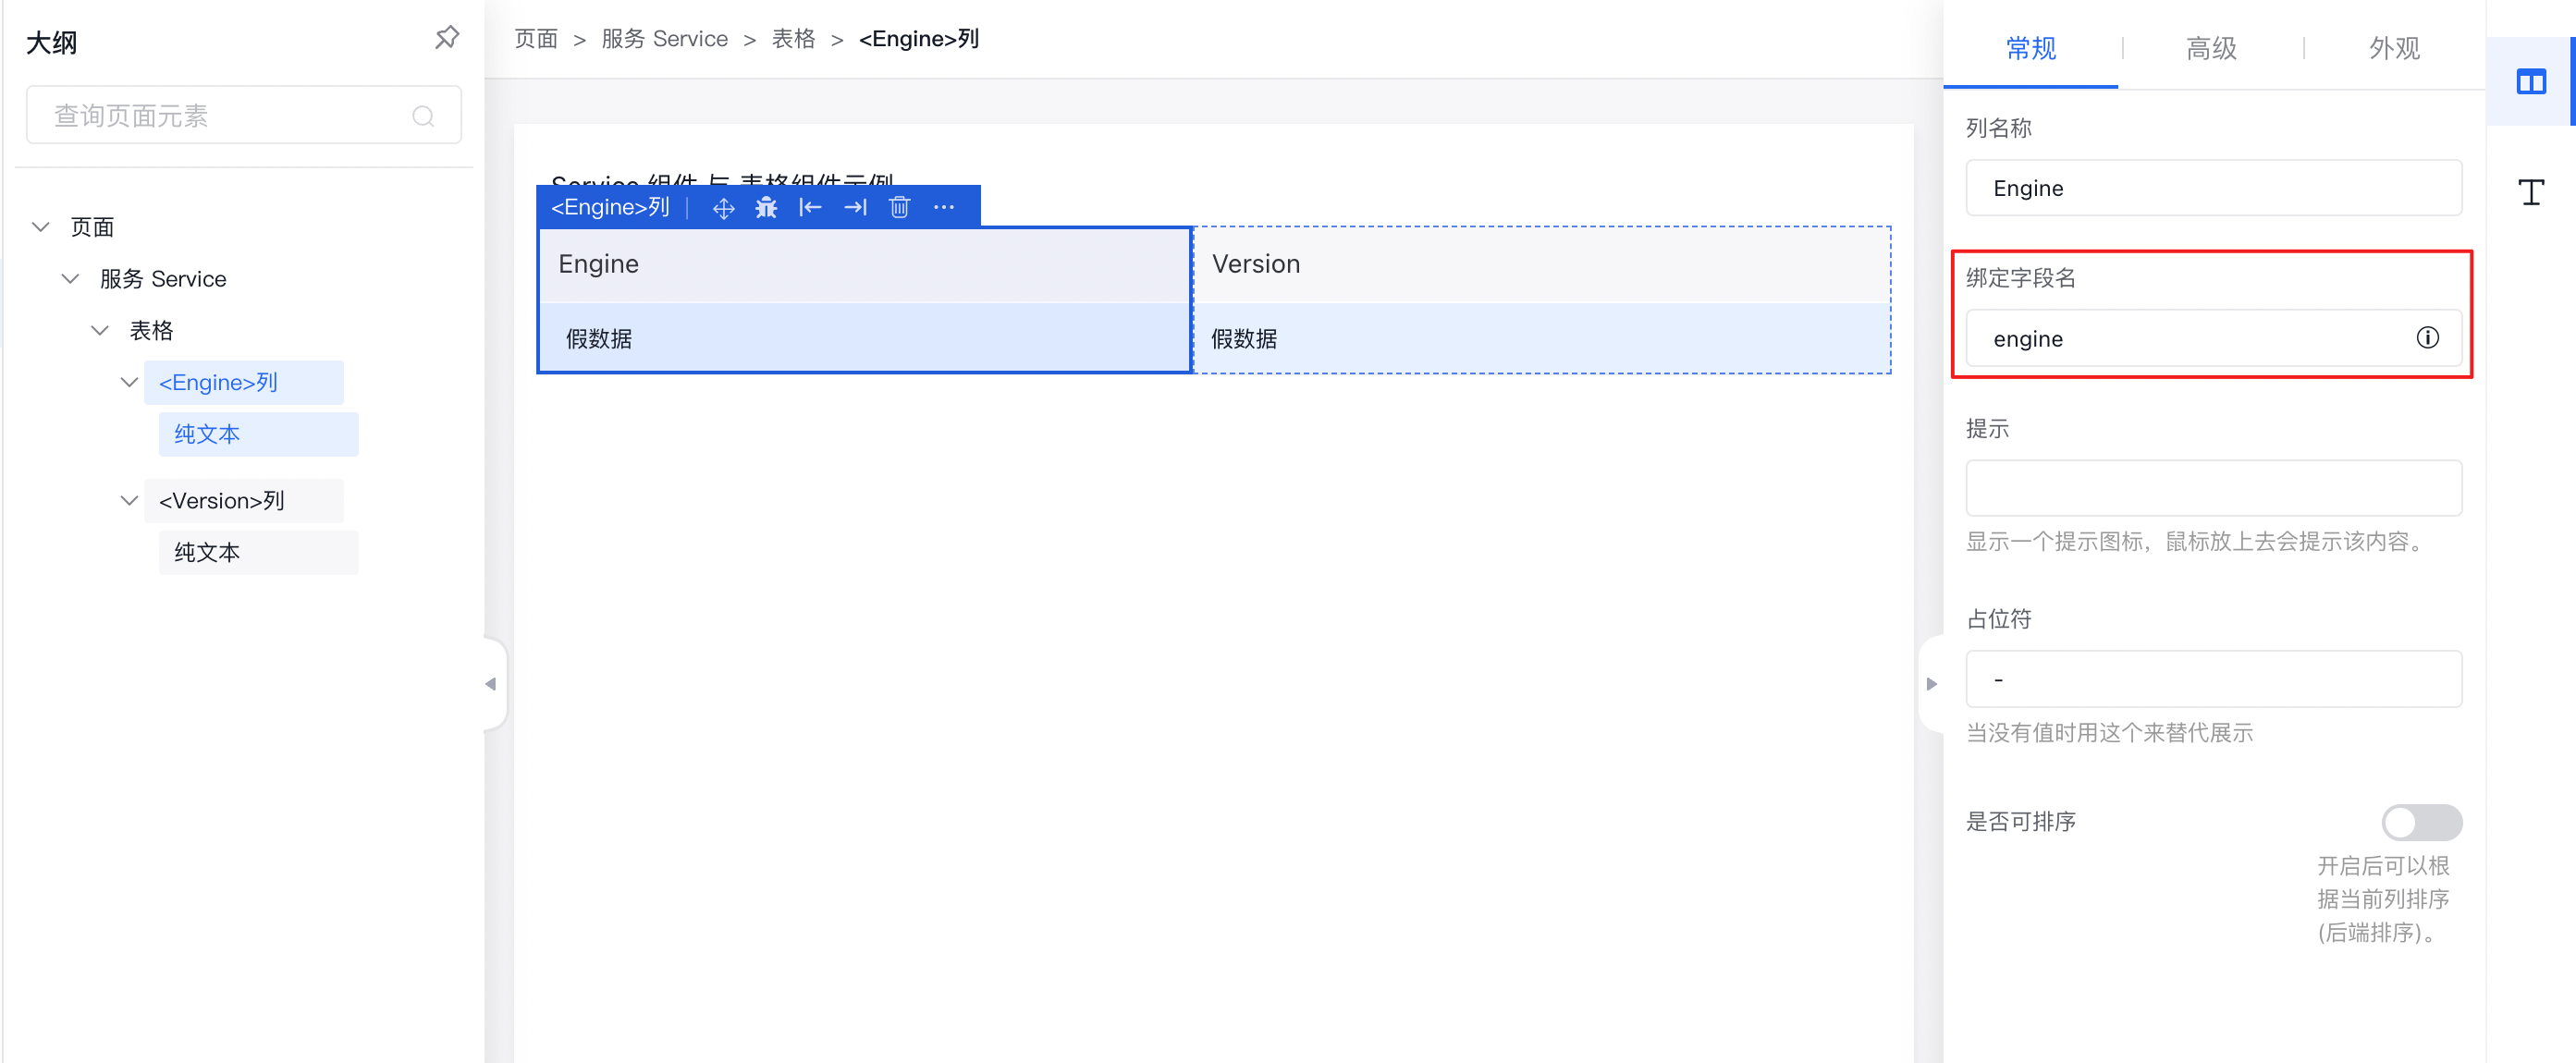 大纲
查询页面元素
页面
服务 Service
表格
<Engine>列
纯文本
<Version>列
纯文本
页面 > 服务 Service > 表格 > <Engine>列
Service 组件 与 表格组件示例
<Engine>列
Engine
Version
假数据
假数据
常规
高级
外观
列名称
Engine
绑定字段名
engine
提示
显示一个提示图标，鼠标放上去会提示该内容。
占位符
-
当没有值时用这个来替代展示
是否可排序
开启后可以根
据当前列排序
(后端排序)。